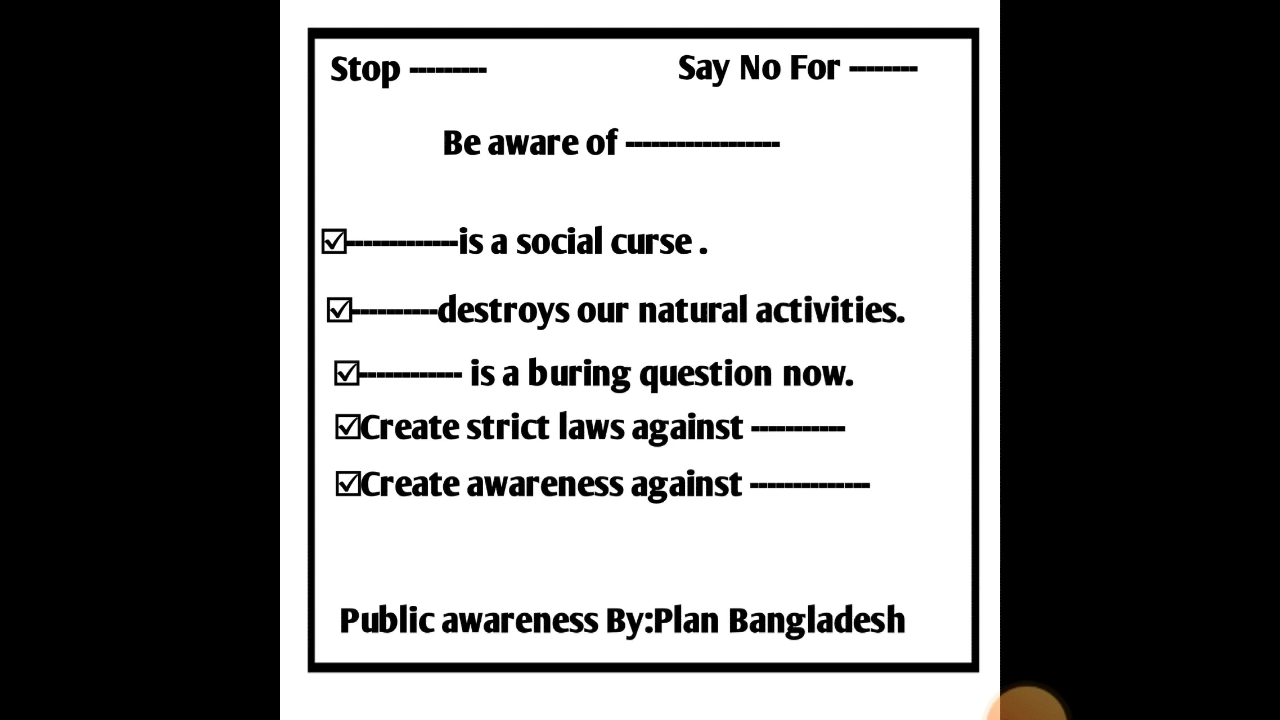 Stop --------- Say No For --------
Be aware of ------------------
☑-------------is a social curse .
☑----------destroys our natural activities.
☑------------ is a buring question now.
☑Create strict laws against -----------
☑Create awareness against --------------
Public awareness By:Plan Bangladesh